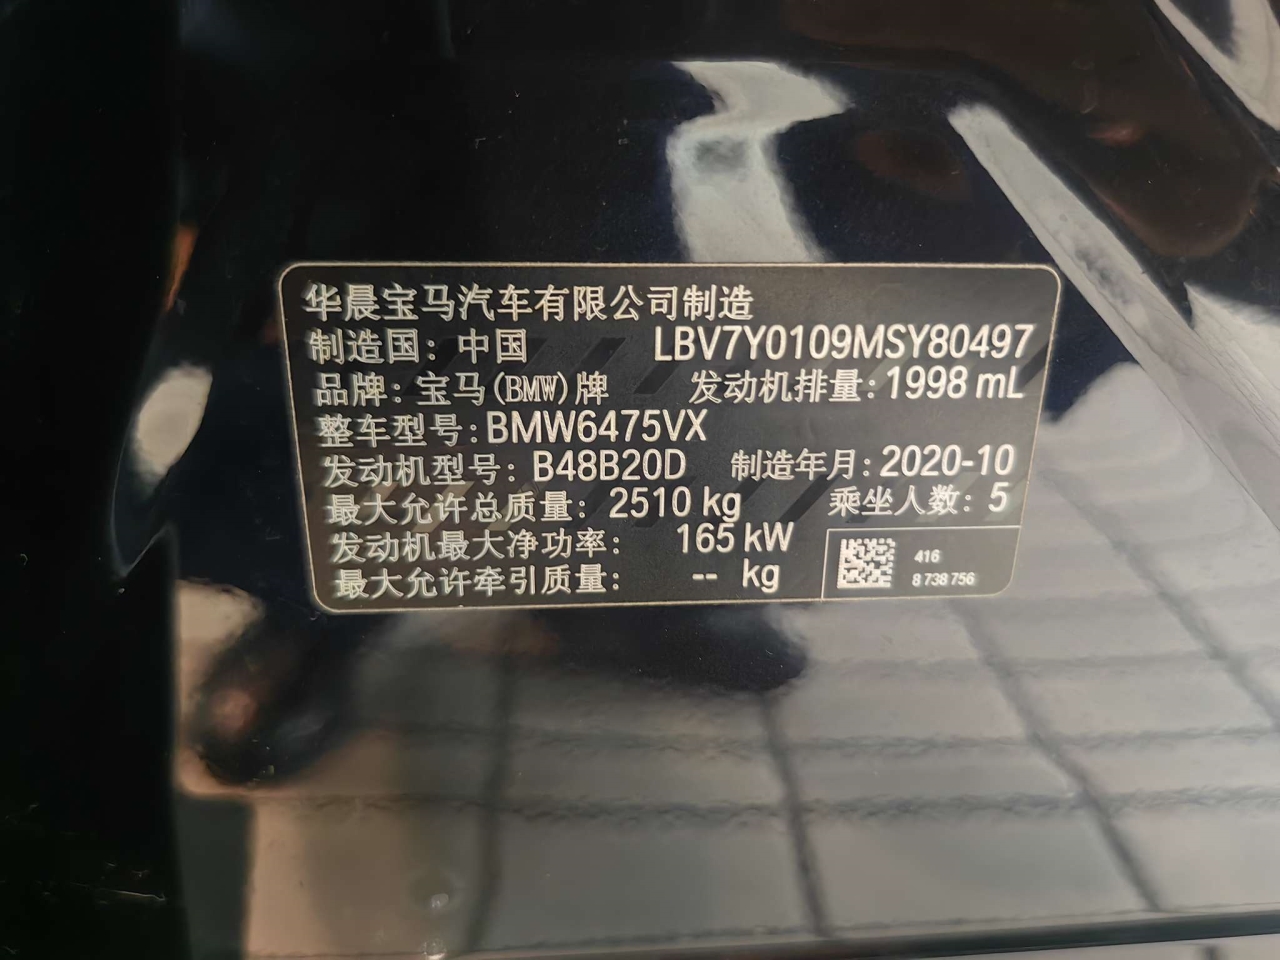 华晨宝马汽车有限公司制造
制造国：中国 LBV7Y0109MSY80497
品牌：宝马(BMW)牌 发动机排量：1998 mL
整车型号：BMW6475VX
发动机型号：B48B20D 制造年月：2020-10
最大允许总质量：2510 kg 乘坐人数：5
发动机最大净功率：165 kW
最大允许牵引质量：-- kg
416
8 738 756